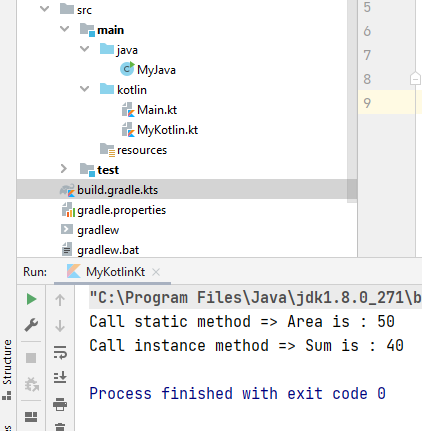 src
main
java
MyJava
kotlin
Main.kt
MyKotlin.kt
resources
test
build.gradle.kts
gradle.properties
gradlew
gradlew.bat
5
6
7
8
9
Run: MyKotlinKt
"C:\Program Files\Java\jdk1.8.0_271\b
Call static method => Area is : 50
Call instance method => Sum is : 40
Process finished with exit code 0
Structure